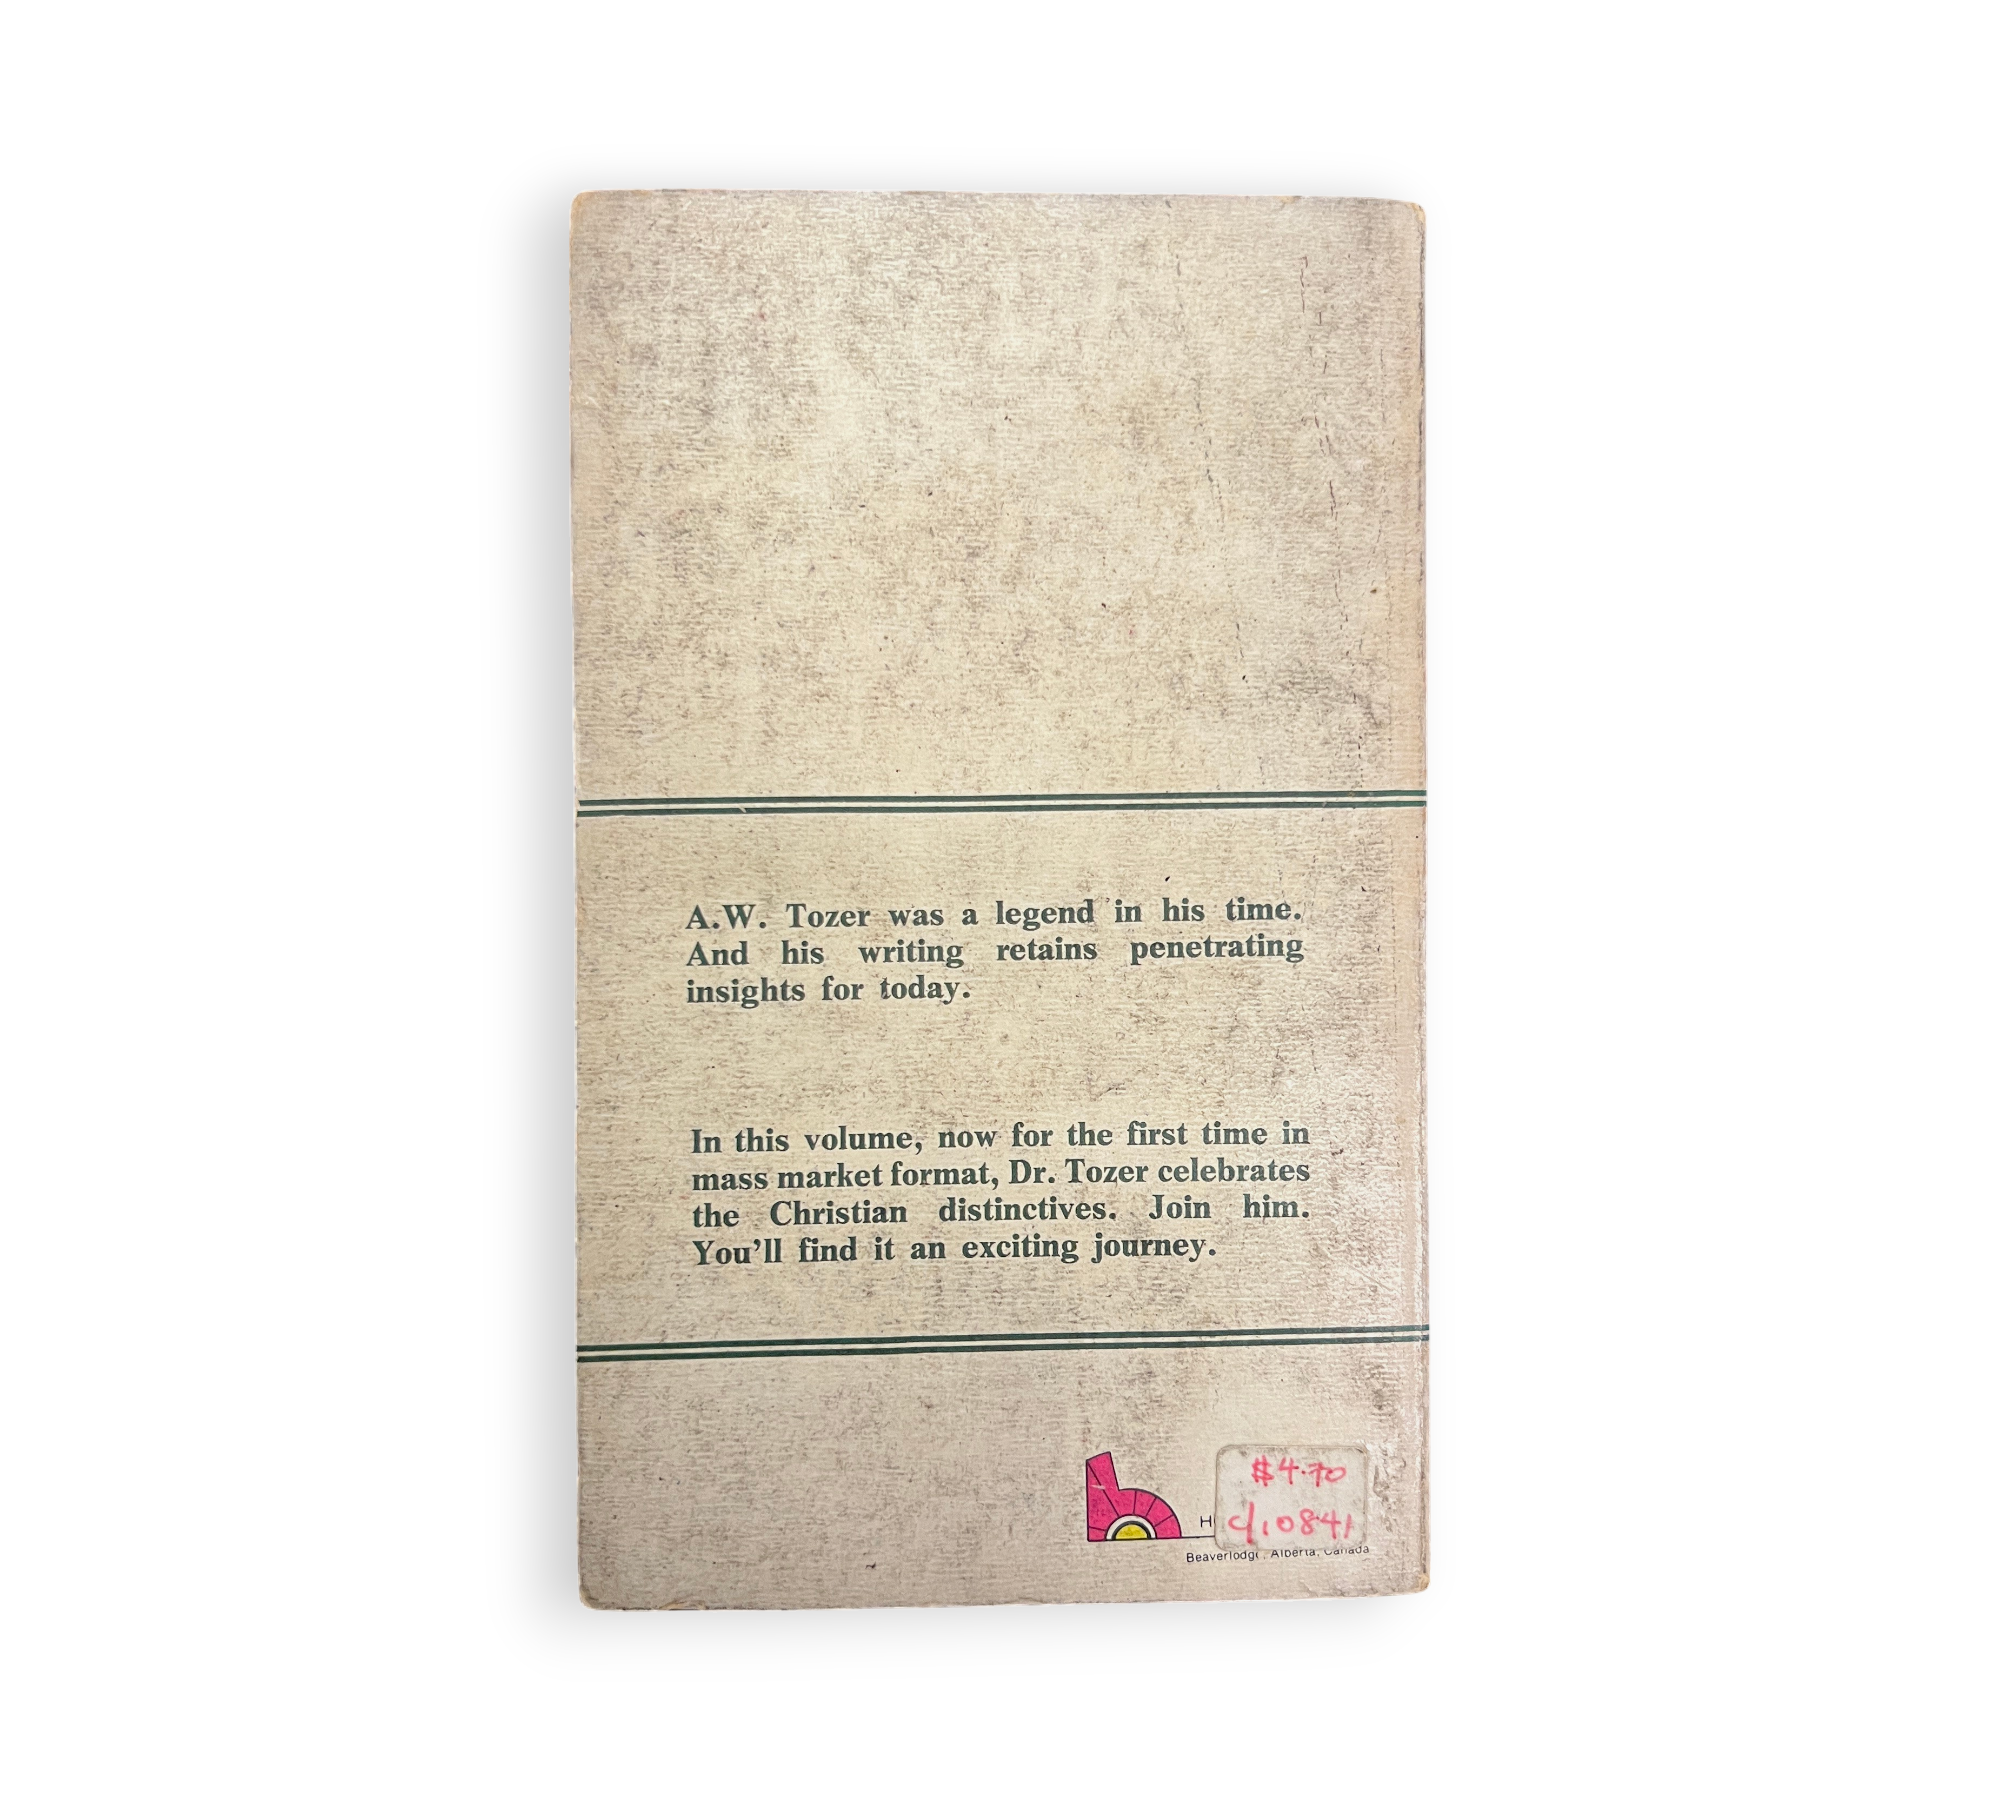 A.W. Tozer was a legend in his time.
And his writing retains penetrating
insights for today.
In this volume, now for the first time in
mass market format, Dr. Tozer celebrates
the Christian distinctives. Join him.
You'll find it an exciting journey.
$4.70
Beaverlodge, Alberta, Canada